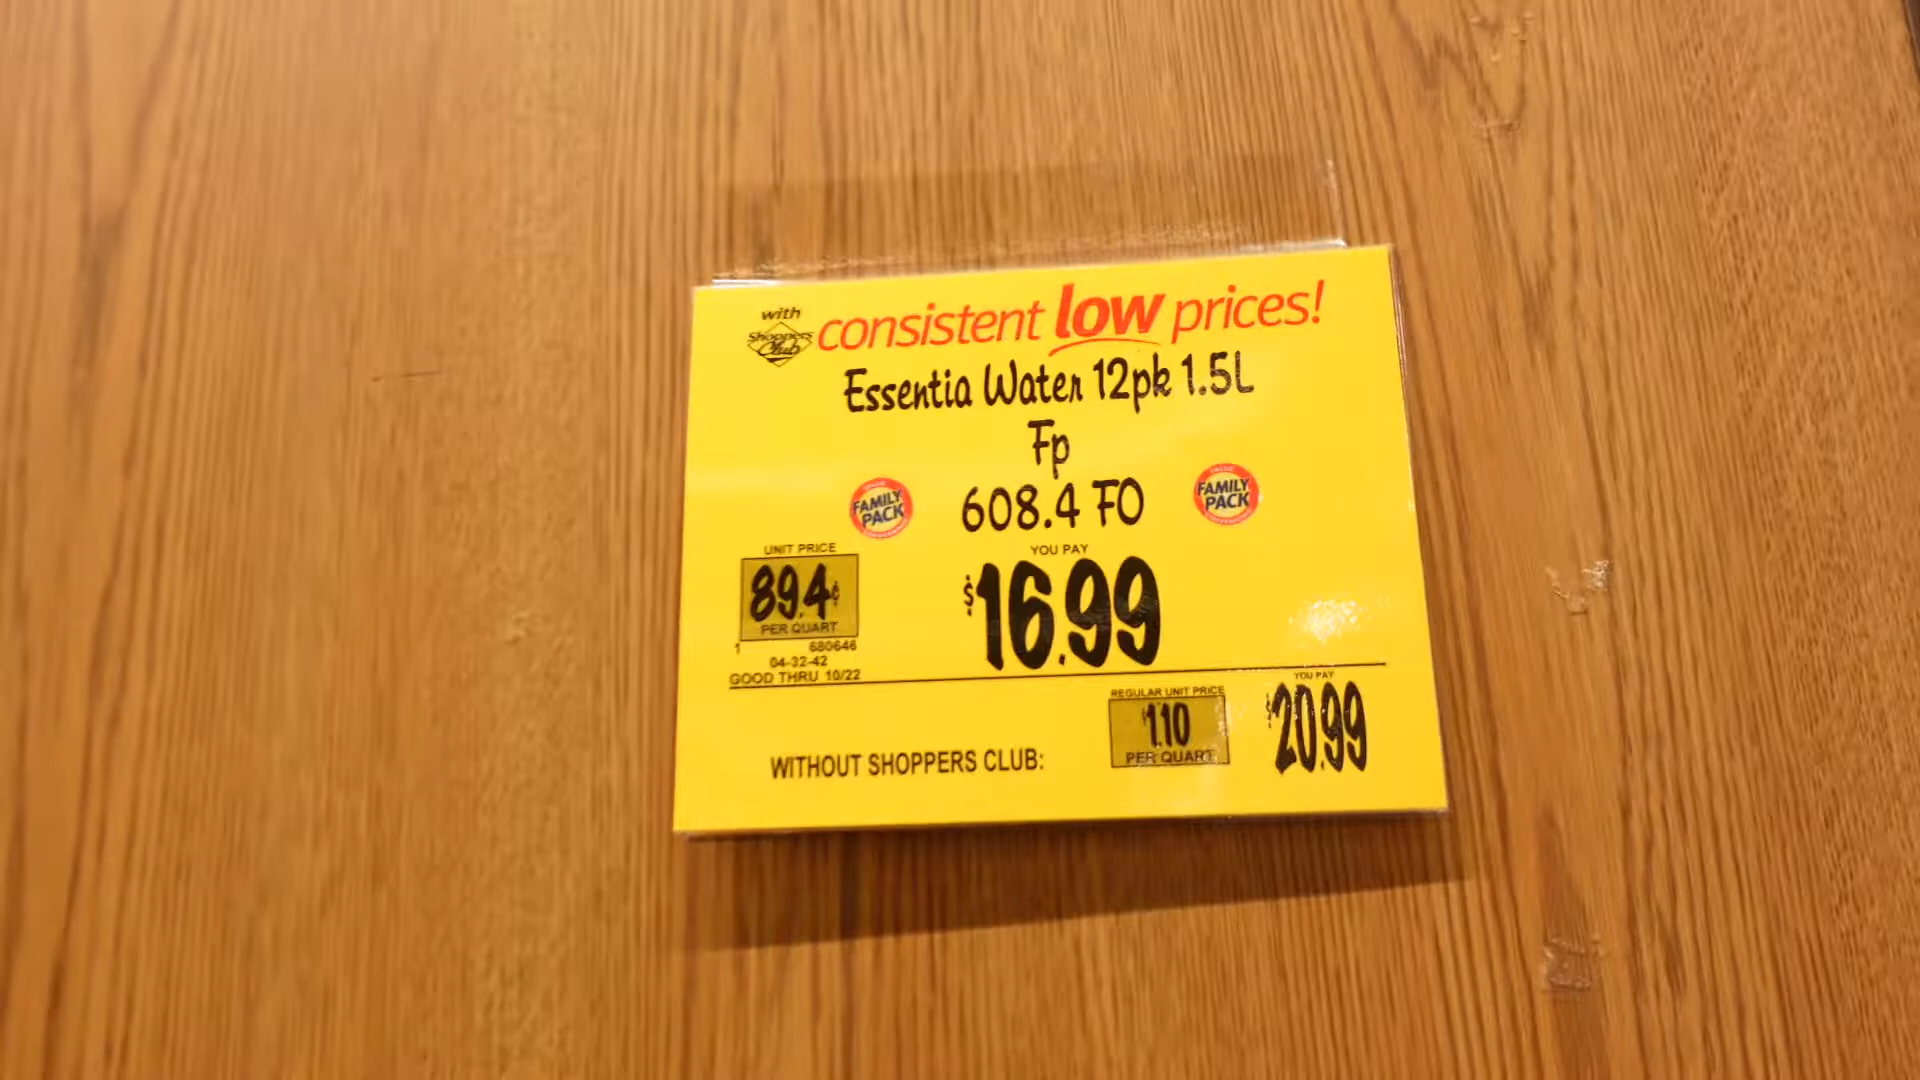 with
Shoppers
Club
consistent low prices!
Essentia Water 12pk 1.5L
Fp
FAMILY
PACK
608.4 FO
FAMILY
PACK
UNIT PRICE
89.4¢
PER QUART
YOU PAY
$16.99
1 680646
04-32-42
GOOD THRU 10/22
WITHOUT SHOPPERS CLUB:
REGULAR UNIT PRICE
$1.10
PER QUART
YOU PAY
$20.99